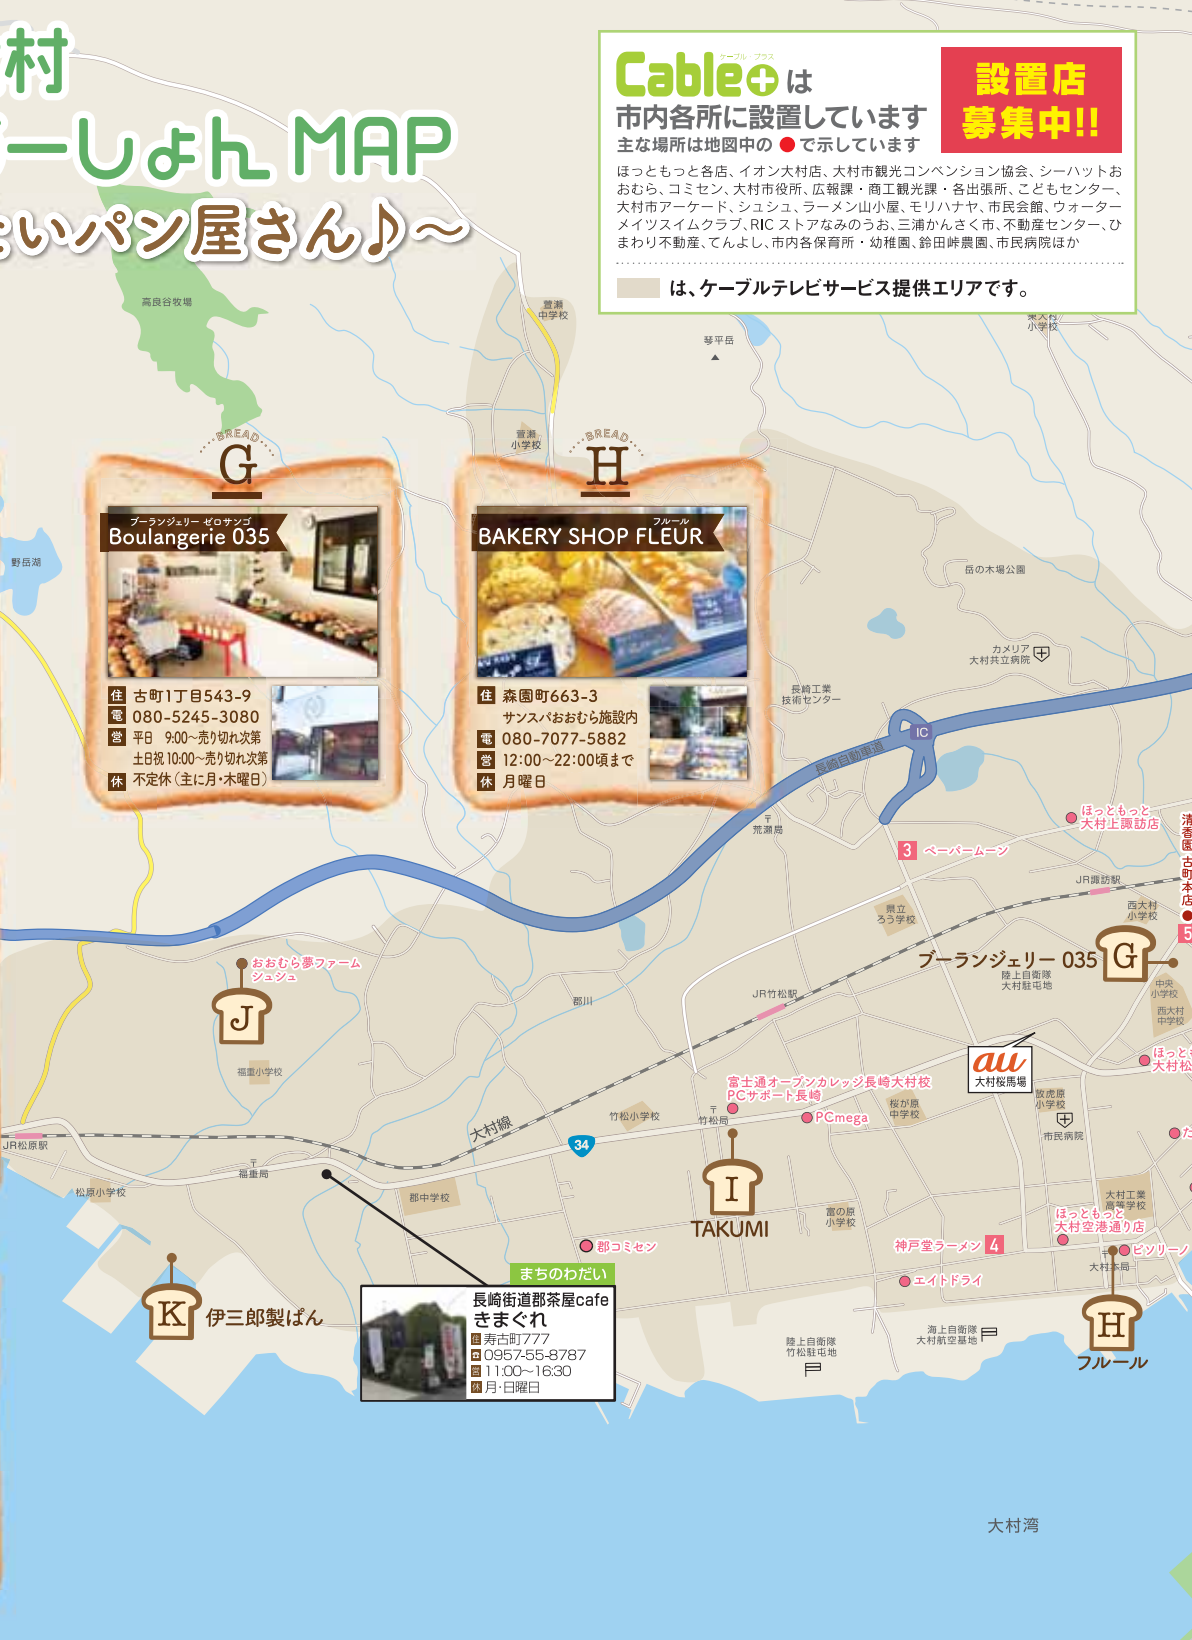 村
ーしょん MAP
いパン屋さん♪～
ケーブル・プラス
Cable+は
市内各所に設置しています
主な場所は地図中の ● で示しています
設置店
募集中!!
ほっともっと各店、イオン大村店、大村市観光コンベンション協会、シーハットお
おむら、コミセン、大村市役所、広報課・商工観光課・各出張所、こどもセンター、
大村市アーケード、シュシュ、ラーメン山小屋、モリハナヤ、市民会館、ウォーター
メイツスイムクラブ、RIC ストアなみのうお、三浦かんさく市、不動産センター、ひ
まわり不動産、てんよし、市内各保育所・幼稚園、鈴田峠農園、市民病院ほか
は、ケーブルテレビサービス提供エリアです。
高良谷牧場
萱瀬
中学校
琴平岳
東大村
小学校
萱瀬
小学校
BREAD
G
ブーランジェリー ゼロサンゴ
Boulangerie 035
住 古町1丁目543-9
電 080-5245-3080
営 平日 9:00～売り切れ次第
土日祝 10:00～売り切れ次第
休 不定休（主に月・木曜日）
BREAD
H
フルール
BAKERY SHOP FLEUR
住 森園町663-3
サンスパおおむら施設内
電 080-7077-5882
営 12:00～22:00頃まで
休 月曜日
野岳湖
岳の木場公園
カメリア
大村共立病院
長崎工業
技術センター
IC
長崎自動車道
荒瀬局
ほっともっと
大村上諏訪店
清香園 古町本店
3 ペーパームーン
JR諏訪駅
県立
ろう学校
西大村
小学校
5
ブーランジェリー 035
G
陸上自衛隊
大村駐屯地
中央
小学校
西大村
中学校
おおむら夢ファーム
シュシュ
J
郡川
JR竹松駅
福重小学校
au
大村桜馬場
ほっと
大村松
富士通オープンカレッジ長崎大村校
PCサポート長崎
PCmega
桜が原
中学校
放虎原
小学校
市民病院
竹松小学校
竹松局
大村線
34
JR松原駅
福重局
松原小学校
郡中学校
I
TAKUMI
富の原
小学校
大村工業
高等学校
た
ほっともっと
大村空港通り店
郡コミセン
神戸堂ラーメン 4
ピソリーノ
大村本局
エイトドライ
K
伊三郎製ぱん
まちのわだい
長崎街道郡茶屋cafe
きまぐれ
住 寿古町777
☎ 0957-55-8787
営 11:00～16:30
休 月・日曜日
陸上自衛隊
竹松駐屯地
海上自衛隊
大村航空基地
H
フルール
大村湾